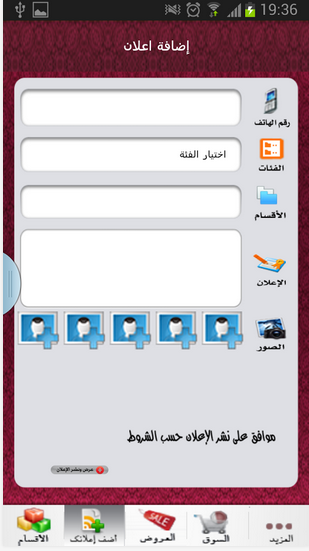 19:36
إضافة اعلان
رقم الهاتف
اختيار الفئة
الفئات
الأقسام
الإعلان
الصور
موافق على نشر الإعلان حسب الشروط
عرض ونشر الإعلان
الأقسام
أضف إعلانك
SALE
العروض
السوق
المزيد